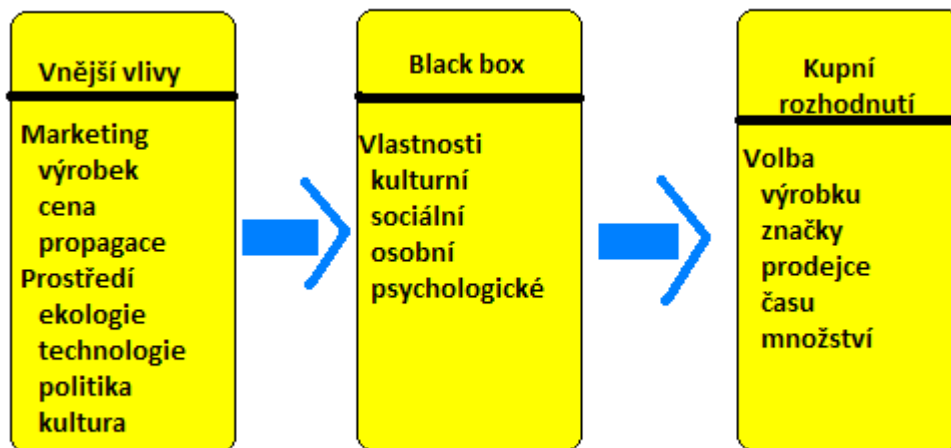 Vnější vlivy
Marketing
výrobek
cena
propagace
Prostředí
ekologie
technologie
politika
kultura
Black box
Vlastnosti
kulturní
sociální
osobní
psychologické
Kupní
rozhodnutí
Volba
výrobku
značky
prodejce
času
množství